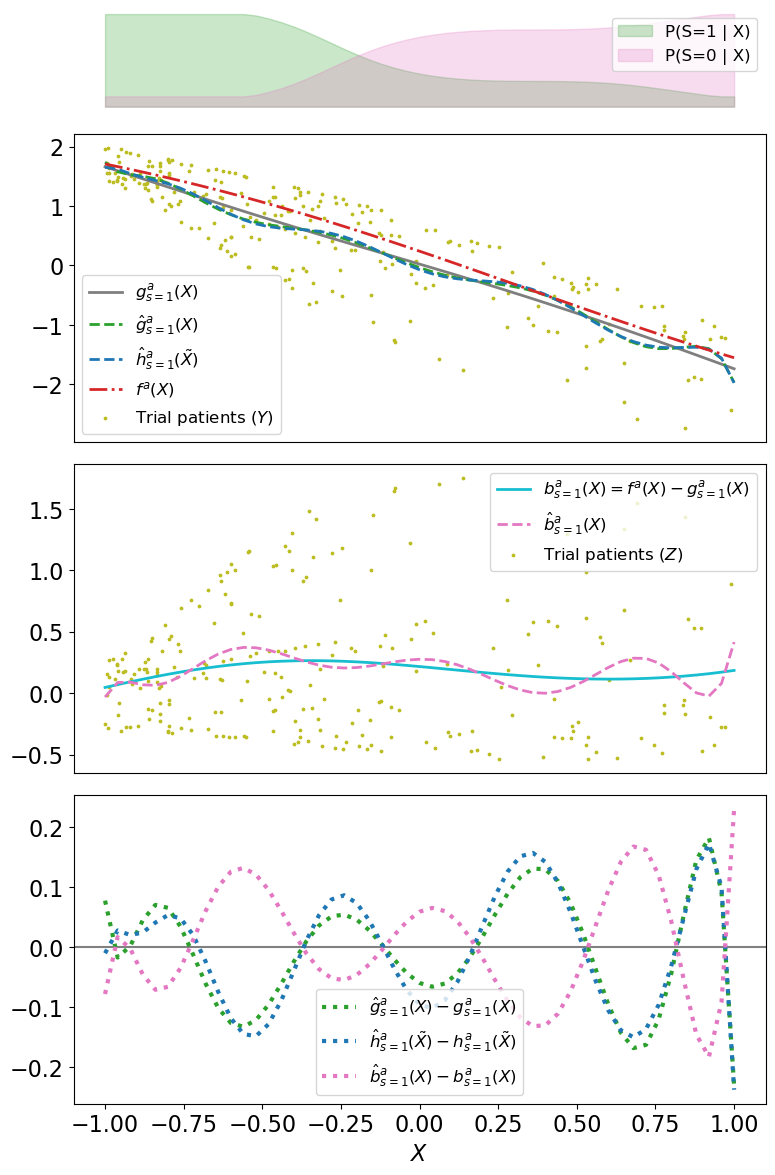 P(S=1 | X)
P(S=0 | X)
2
1
0
−1
−2
g^a_{s=1}(X)
ĝ^a_{s=1}(X)
ĥ^a_{s=1}(X̃)
f^a(X)
Trial patients (Y)
1.5
1.0
0.5
0.0
−0.5
b^a_{s=1}(X) = f^a(X) − g^a_{s=1}(X)
b̂^a_{s=1}(X)
Trial patients (Z)
0.2
0.1
0.0
−0.1
−0.2
ĝ^a_{s=1}(X) − g^a_{s=1}(X)
ĥ^a_{s=1}(X̃) − h^a_{s=1}(X̃)
b̂^a_{s=1}(X) − b^a_{s=1}(X)
−1.00 −0.75 −0.50 −0.25 0.00 0.25 0.50 0.75 1.00
X